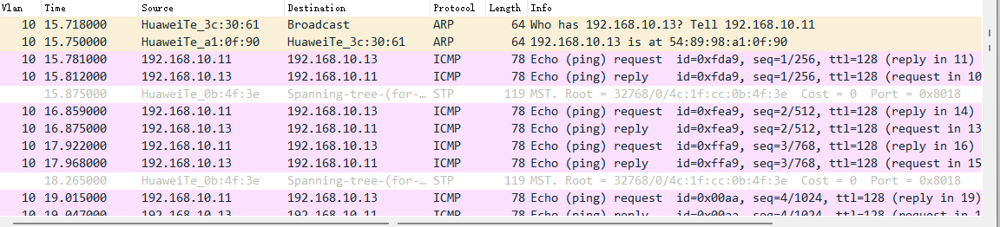 Vlan Time Source Destination Protocol Length Info
10 15.718000 HuaweiTe_3c:30:61 Broadcast ARP 64 Who has 192.168.10.13? Tell 192.168.10.11
10 15.750000 HuaweiTe_a1:0f:90 HuaweiTe_3c:30:61 ARP 64 192.168.10.13 is at 54:89:98:a1:0f:90
10 15.781000 192.168.10.11 192.168.10.13 ICMP 78 Echo (ping) request id=0xfda9, seq=1/256, ttl=128 (reply in 11)
10 15.812000 192.168.10.13 192.168.10.11 ICMP 78 Echo (ping) reply id=0xfda9, seq=1/256, ttl=128 (request in 10
15.875000 HuaweiTe_0b:4f:3e Spanning-tree-(for-… STP 119 MST. Root = 32768/0/4c:1f:cc:0b:4f:3e Cost = 0 Port = 0x8018
10 16.859000 192.168.10.11 192.168.10.13 ICMP 78 Echo (ping) request id=0xfea9, seq=2/512, ttl=128 (reply in 14)
10 16.875000 192.168.10.13 192.168.10.11 ICMP 78 Echo (ping) reply id=0xfea9, seq=2/512, ttl=128 (request in 13
10 17.922000 192.168.10.11 192.168.10.13 ICMP 78 Echo (ping) request id=0xffa9, seq=3/768, ttl=128 (reply in 16)
10 17.968000 192.168.10.13 192.168.10.11 ICMP 78 Echo (ping) reply id=0xffa9, seq=3/768, ttl=128 (request in 15
18.265000 HuaweiTe_0b:4f:3e Spanning-tree-(for-… STP 119 MST. Root = 32768/0/4c:1f:cc:0b:4f:3e Cost = 0 Port = 0x8018
10 19.015000 192.168.10.11 192.168.10.13 ICMP 78 Echo (ping) request id=0x00aa, seq=4/1024, ttl=128 (reply in 19)
10 19.047000 192.168.10.13 192.168.10.11 ICMP 78 Echo (ping) reply id=0x00aa, seq=4/1024, ttl=128 (request in 1